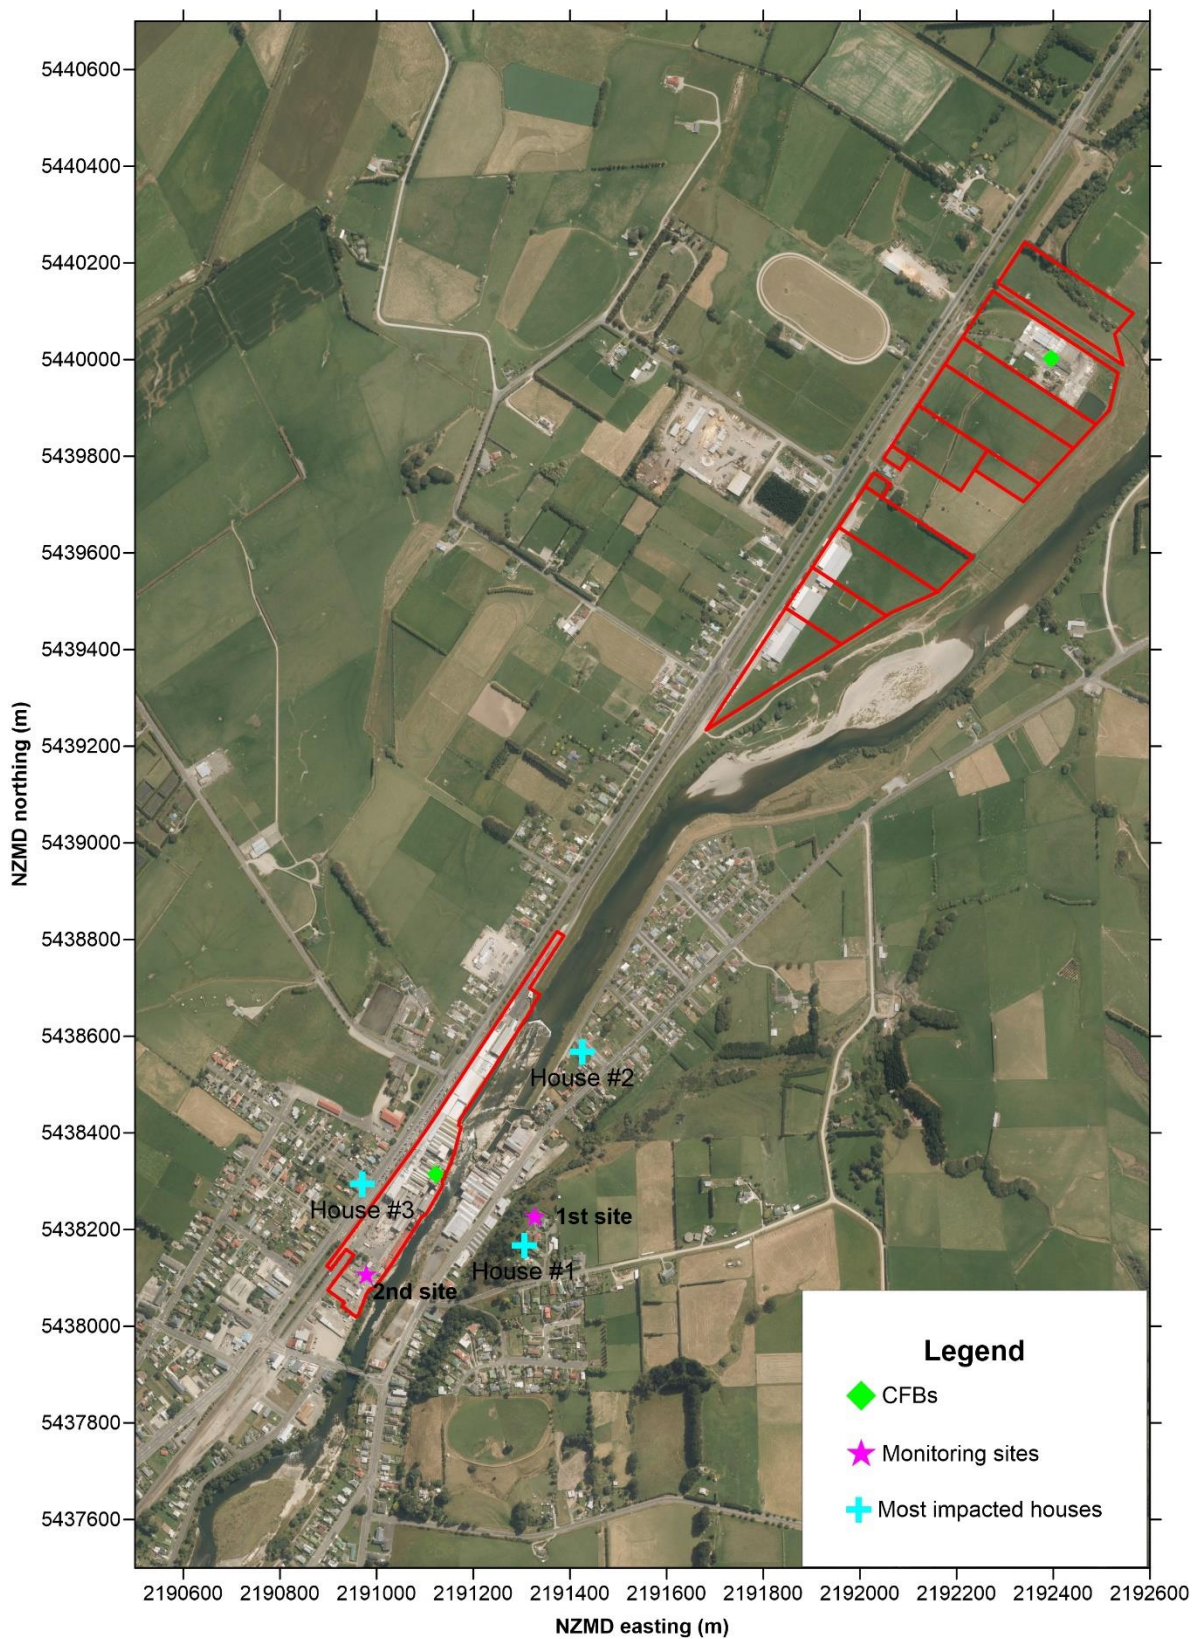 5440600
5440400
5440200
5440000
5439800
5439600
5439400
5439200
5439000
5438800
5438600
5438400
5438200
5438000
5437800
5437600
NZMD northing (m)
House #2
House #3
1st site
House #1
2nd site
Legend
CFBs
Monitoring sites
Most impacted houses
2190600 2190800 2191000 2191200 2191400 2191600 2191800 2192000 2192200 2192400 2192600
NZMD easting (m)